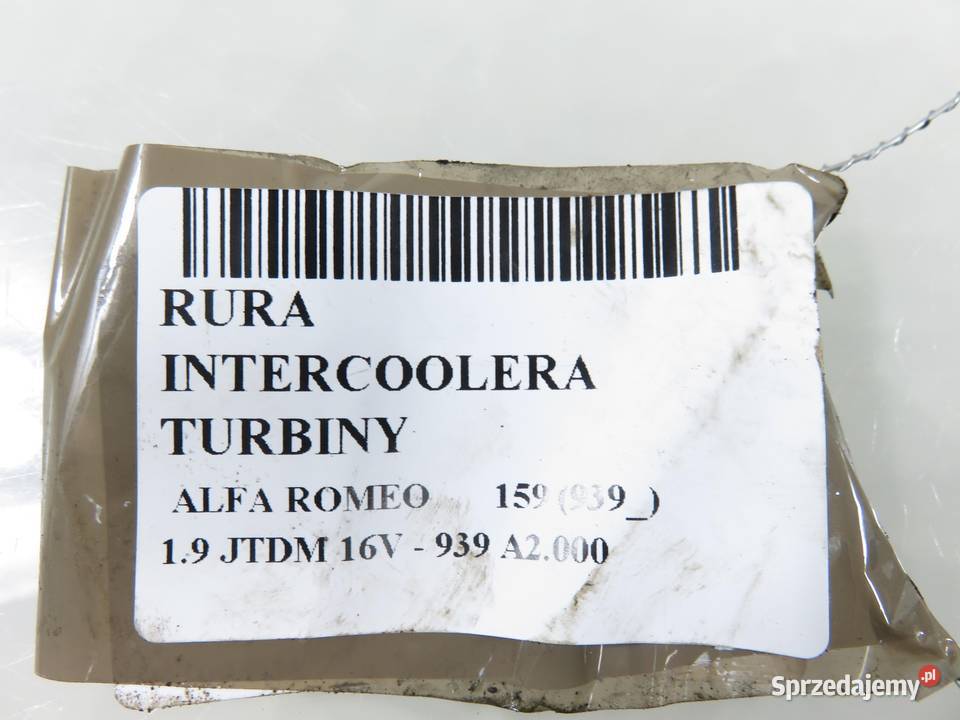 RURA
INTERCOOLERA
TURBINY
ALFA ROMEO 159 (939_)
1.9 JTDM 16V - 939 A2.000
Sprzedajemy.pl